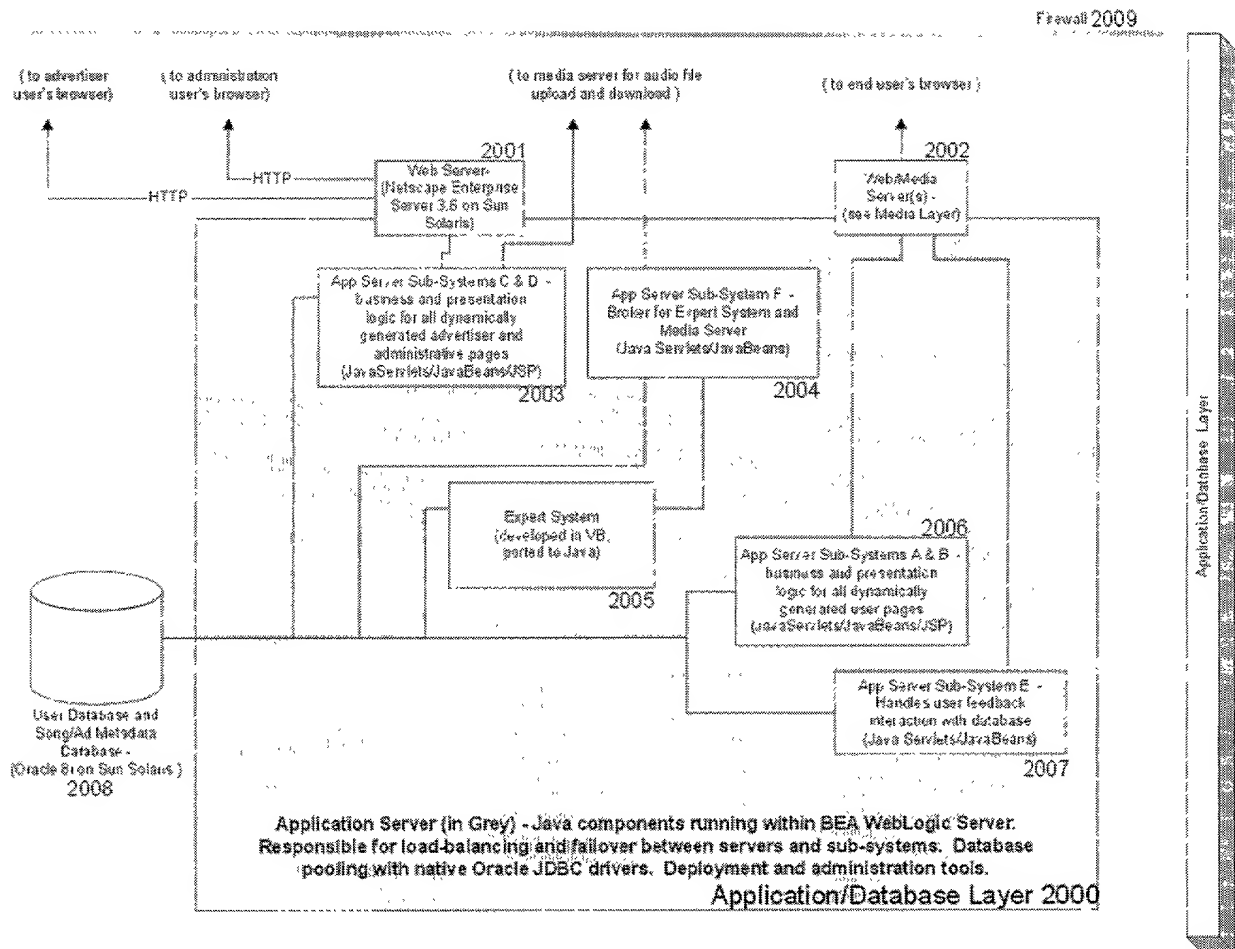 Firewall 2009
( to advertiser
user's browser)
( to administration
user's browser)
( to media server for audio file
upload and download )
( to end user's browser )
2001
Web Server-
(Netscape Enterprise
Server 3.6 on Sun
Solaris)
HTTP
HTTP
2002
Web/Media
Server(s) -
(see Media Layer)
App Server Sub-Systems C & D -
business and presentation
logic for all dynamically
generated advertiser and
administrative pages
(JavaServlets/JavaBeans/JSP)
2003
App Server Sub-System F -
Broker for Expert System and
Media Server
(Java Servlets/JavaBeans)
2004
Application/Database Layer
Expert System
(developed in VB,
ported to Java)
2005
2006
App Server Sub-Systems A & B -
business and presentation
logic for all dynamically
generated user pages
(JavaServlets/JavaBeans/JSP)
App Server Sub-System E -
Handles user feedback
interaction with database
(Java Servlets/JavaBeans)
2007
User Database and
Song/Ad Metadata
Database -
(Oracle 8i on Sun Solaris )
2008
Application Server (in Grey) - Java components running within BEA WebLogic Server.
Responsible for load-balancing and failover between servers and sub-systems. Database
pooling with native Oracle JDBC drivers. Deployment and administration tools.
Application/Database Layer 2000